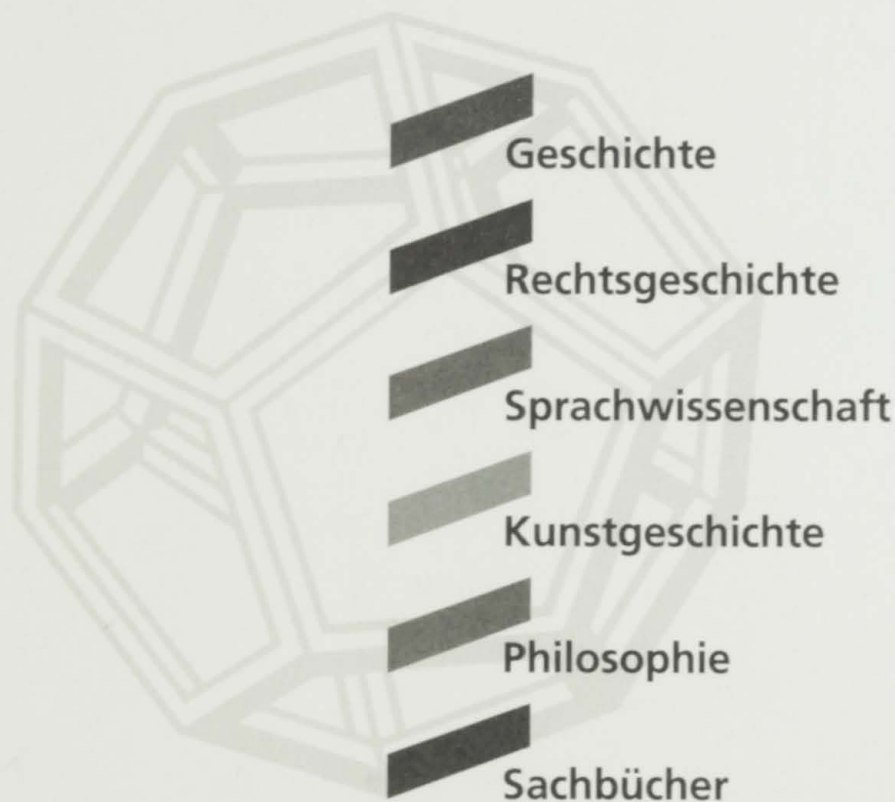 Geschichte
Rechtsgeschichte
Sprachwissenschaft
Kunstgeschichte
Philosophie
Sachbücher